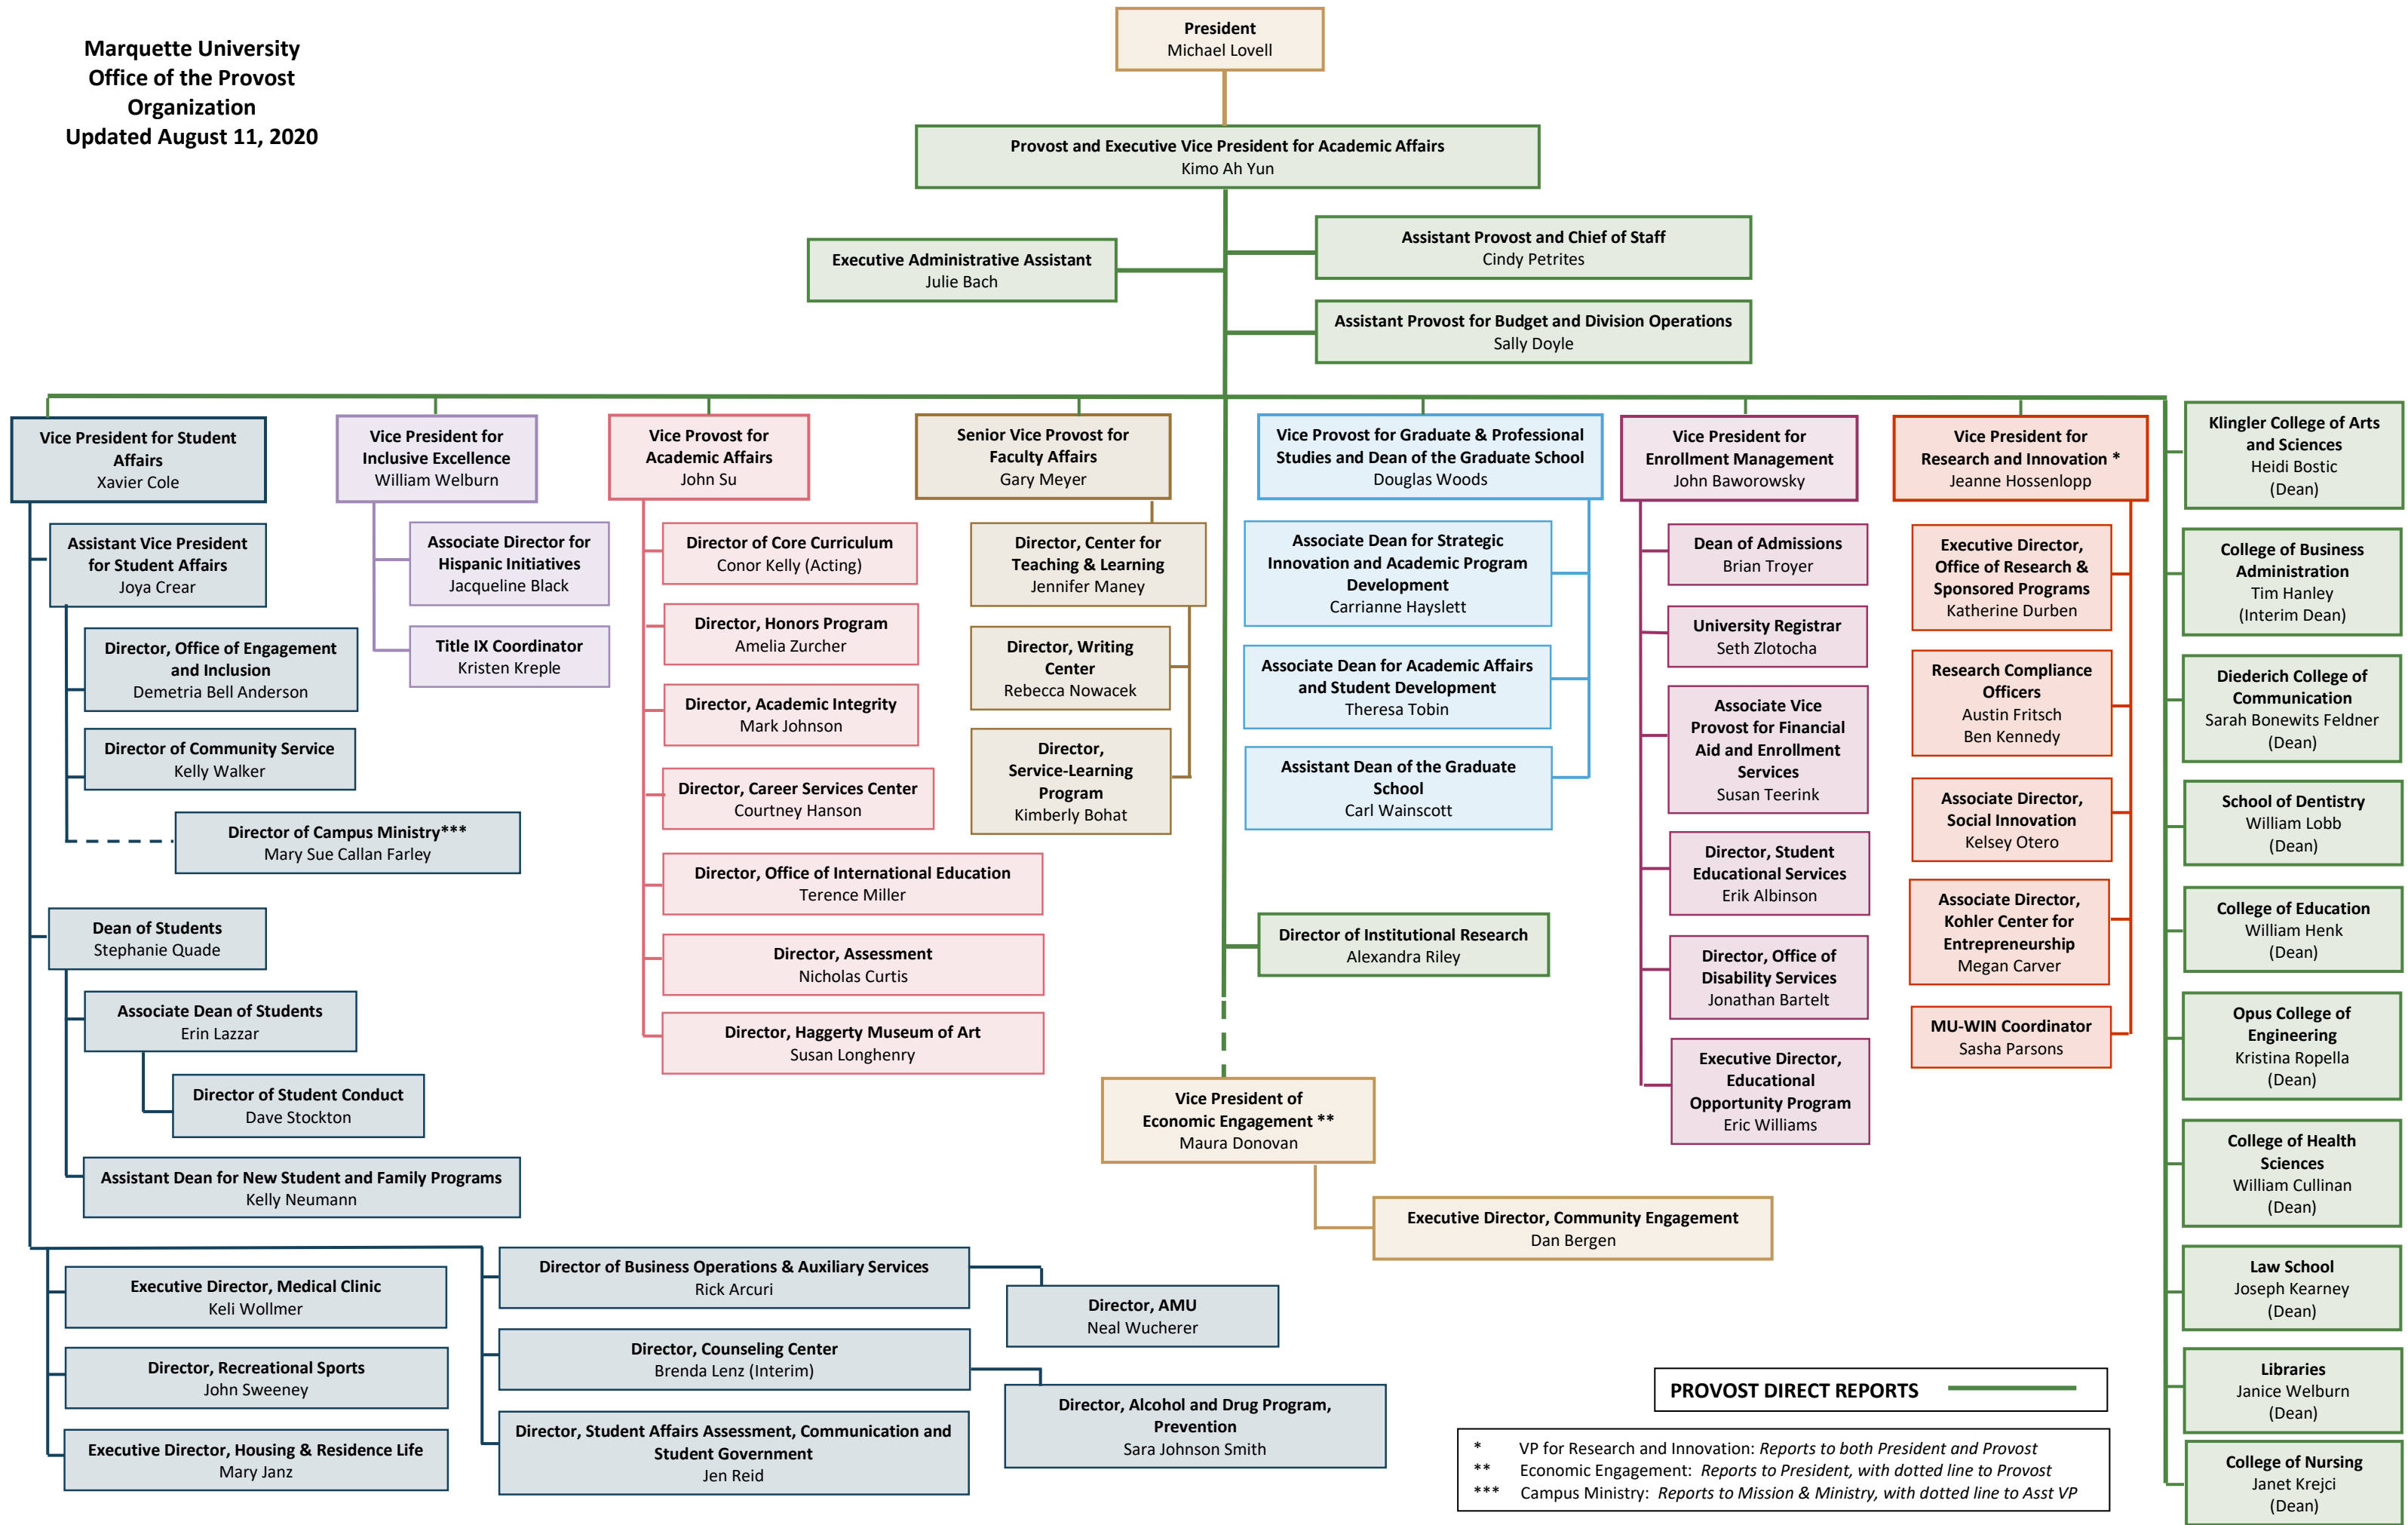 Marquette University
Office of the Provost
Organization
Updated August 11, 2020
President
Michael Lovell
Provost and Executive Vice President for Academic Affairs
Kimo Ah Yun
Executive Administrative Assistant
Julie Bach
Assistant Provost and Chief of Staff
Cindy Petrites
Assistant Provost for Budget and Division Operations
Sally Doyle
Vice President for Student
Affairs
Xavier Cole
Assistant Vice President
for Student Affairs
Joya Crear
Director, Office of Engagement
and Inclusion
Demetria Bell Anderson
Director of Community Service
Kelly Walker
Director of Campus Ministry***
Mary Sue Callan Farley
Dean of Students
Stephanie Quade
Associate Dean of Students
Erin Lazzar
Director of Student Conduct
Dave Stockton
Assistant Dean for New Student and Family Programs
Kelly Neumann
Executive Director, Medical Clinic
Keli Wollmer
Director, Recreational Sports
John Sweeney
Executive Director, Housing & Residence Life
Mary Janz
Director of Business Operations & Auxiliary Services
Rick Arcuri
Director, AMU
Neal Wucherer
Director, Counseling Center
Brenda Lenz (Interim)
Director, Alcohol and Drug Program,
Prevention
Sara Johnson Smith
Director, Student Affairs Assessment, Communication and
Student Government
Jen Reid
Vice President for
Inclusive Excellence
William Welburn
Associate Director for
Hispanic Initiatives
Jacqueline Black
Title IX Coordinator
Kristen Kreple
Vice Provost for
Academic Affairs
John Su
Director of Core Curriculum
Conor Kelly (Acting)
Director, Honors Program
Amelia Zurcher
Director, Academic Integrity
Mark Johnson
Director, Career Services Center
Courtney Hanson
Director, Office of International Education
Terence Miller
Director, Assessment
Nicholas Curtis
Director, Haggerty Museum of Art
Susan Longhenry
Senior Vice Provost for
Faculty Affairs
Gary Meyer
Director, Center for
Teaching & Learning
Jennifer Maney
Director, Writing
Center
Rebecca Nowacek
Director,
Service-Learning
Program
Kimberly Bohat
Vice Provost for Graduate & Professional
Studies and Dean of the Graduate School
Douglas Woods
Associate Dean for Strategic
Innovation and Academic Program
Development
Carrianne Hayslett
Associate Dean for Academic Affairs
and Student Development
Theresa Tobin
Assistant Dean of the Graduate
School
Carl Wainscott
Director of Institutional Research
Alexandra Riley
Vice President of
Economic Engagement **
Maura Donovan
Executive Director, Community Engagement
Dan Bergen
Vice President for
Enrollment Management
John Baworowsky
Dean of Admissions
Brian Troyer
University Registrar
Seth Zlotocha
Associate Vice
Provost for Financial
Aid and Enrollment
Services
Susan Teerink
Director, Student
Educational Services
Erik Albinson
Director, Office of
Disability Services
Jonathan Bartelt
Executive Director,
Educational
Opportunity Program
Eric Williams
Vice President for
Research and Innovation *
Jeanne Hossenlopp
Executive Director,
Office of Research &
Sponsored Programs
Katherine Durben
Research Compliance
Officers
Austin Fritsch
Ben Kennedy
Associate Director,
Social Innovation
Kelsey Otero
Associate Director,
Kohler Center for
Entrepreneurship
Megan Carver
MU-WIN Coordinator
Sasha Parsons
Klingler College of Arts
and Sciences
Heidi Bostic
(Dean)
College of Business
Administration
Tim Hanley
(Interim Dean)
Diederich College of
Communication
Sarah Bonewits Feldner
(Dean)
School of Dentistry
William Lobb
(Dean)
College of Education
William Henk
(Dean)
Opus College of
Engineering
Kristina Ropella
(Dean)
College of Health
Sciences
William Cullinan
(Dean)
Law School
Joseph Kearney
(Dean)
Libraries
Janice Welburn
(Dean)
College of Nursing
Janet Krejci
(Dean)
PROVOST DIRECT REPORTS
* VP for Research and Innovation: Reports to both President and Provost
** Economic Engagement: Reports to President, with dotted line to Provost
*** Campus Ministry: Reports to Mission & Ministry, with dotted line to Asst VP